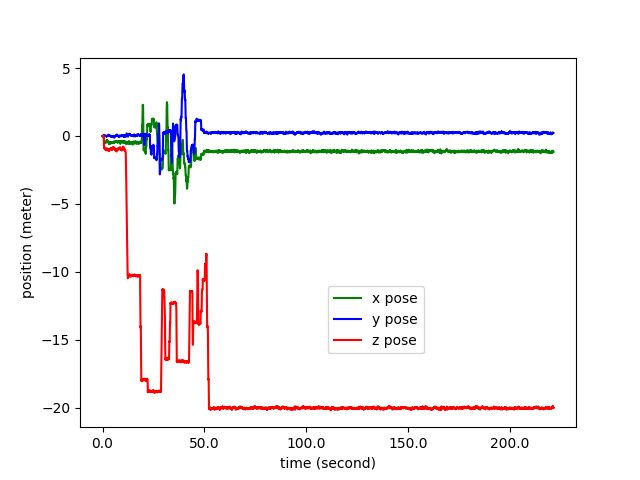 5
0
−5
−10
−15
−20
position (meter)
x pose
y pose
z pose
0.0 50.0 100.0 150.0 200.0
time (second)